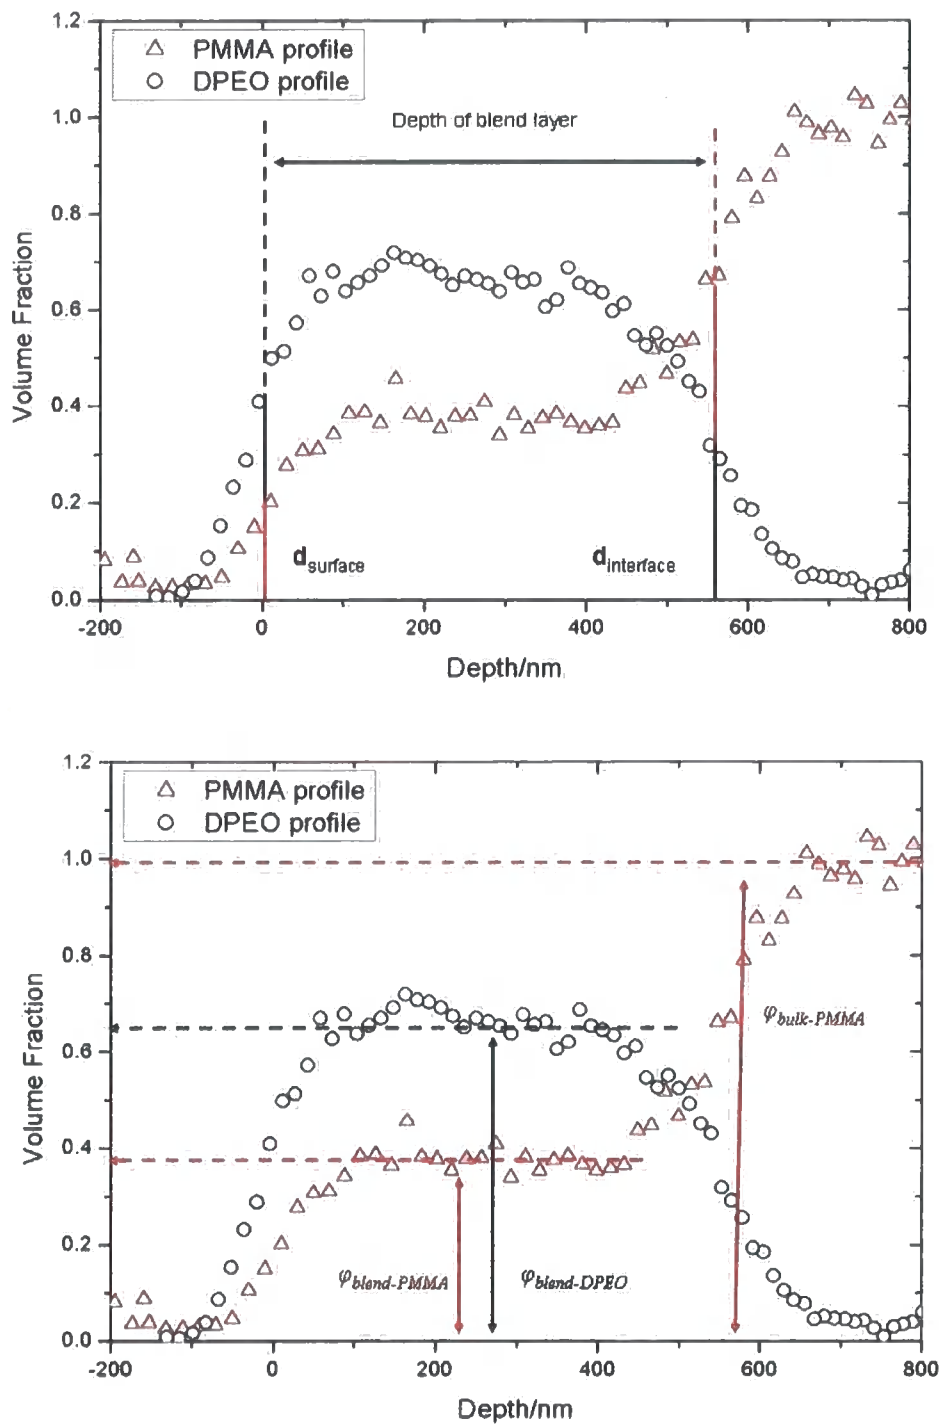 1.2
PMMA profile
DPEO profile
1.0
Depth of blend layer
0.8
0.6
0.4
0.2
0.0
Volume Fraction
d surface
d interface
-200 0 200 400 600 800
Depth/nm
1.2
PMMA profile
DPEO profile
1.0
0.8
0.6
0.4
0.2
0.0
Volume Fraction
φbulk-PMMA
φblend-PMMA
φblend-DPEO
-200 0 200 400 600 800
Depth/nm